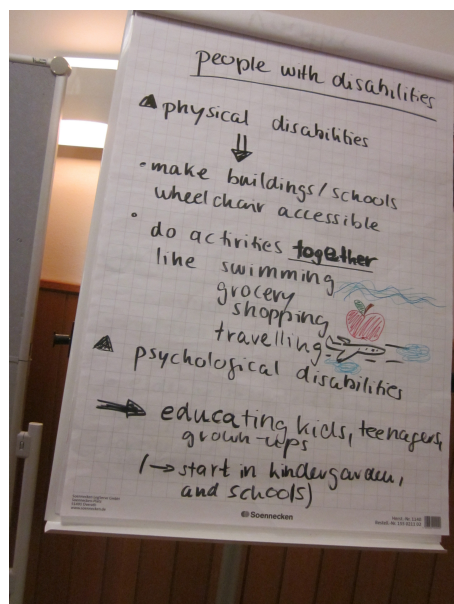 people with disabilities
physical disabilities
⇓
• make buildings/schools
wheelchair accessible
• do activities together
like swimming
grocery
shopping
travelling
psychological disabilities
→ educating kids, teenagers,
grown-ups
(→ start in kindergarden,
and schools)
Soennecken